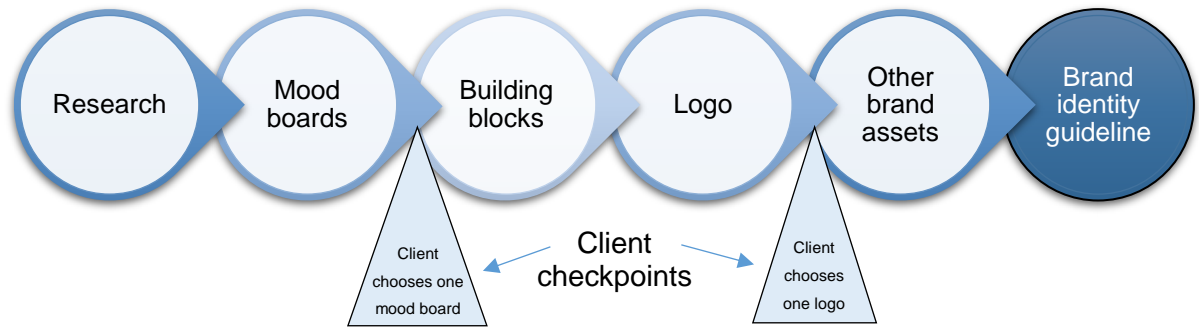 Research
Mood
boards
Building
blocks
Logo
Other
brand
assets
Brand
identity
guideline
Client
chooses one
mood board
Client
checkpoints
Client
chooses
one logo